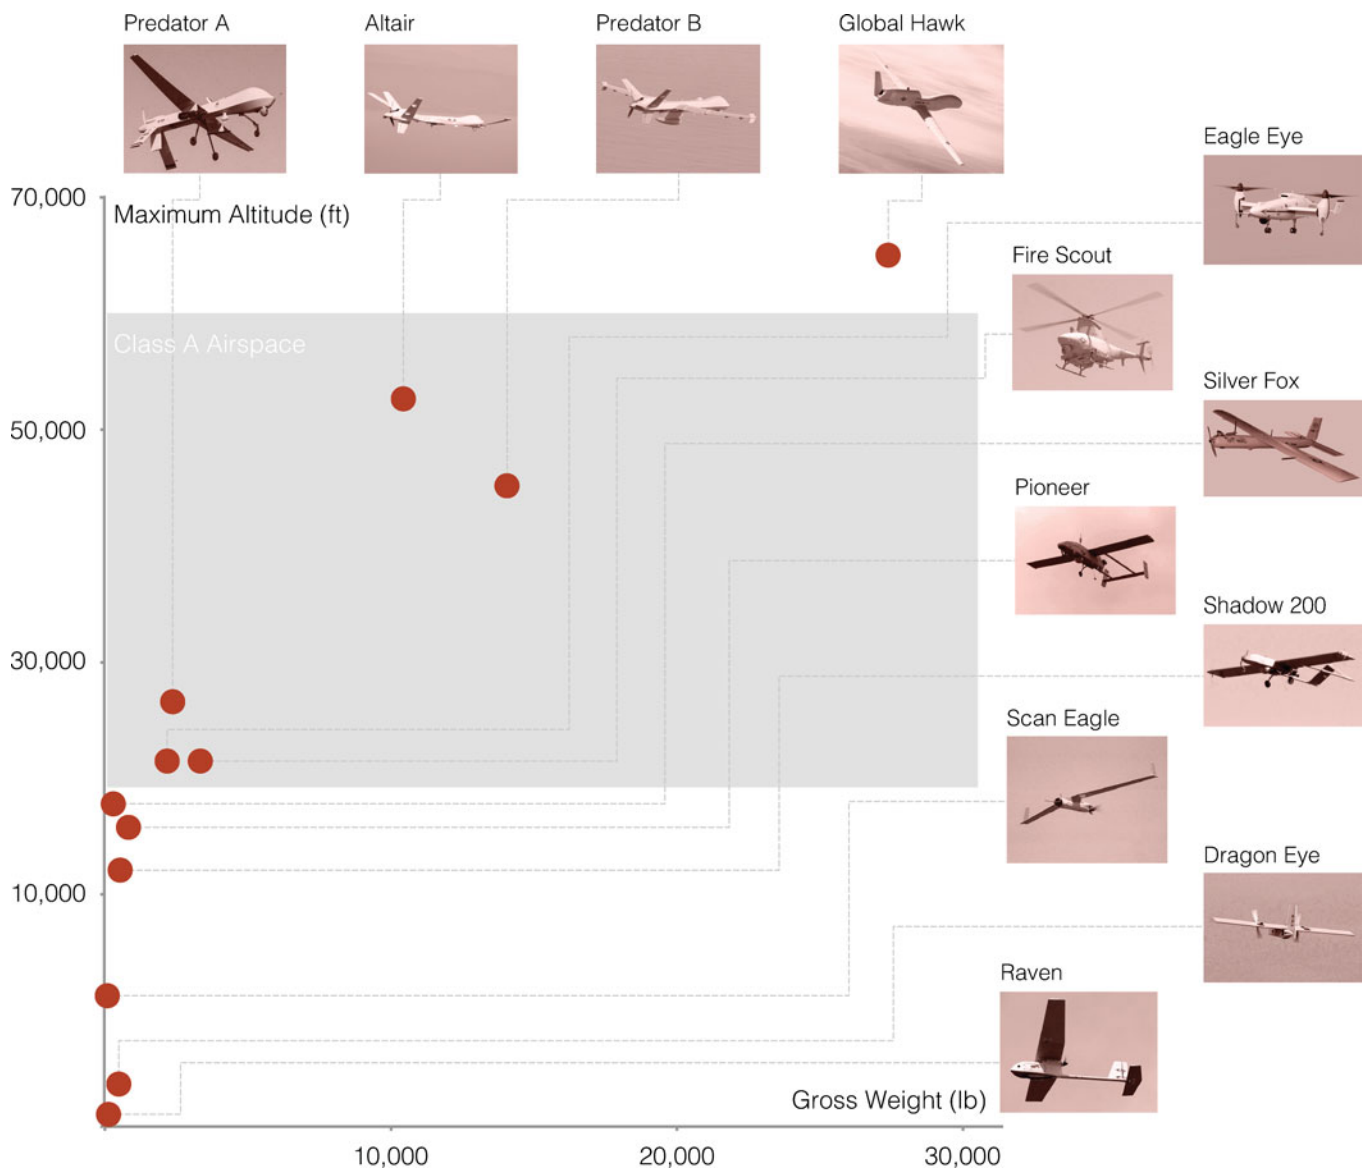 Predator A
Altair
Predator B
Global Hawk
Eagle Eye
70,000
Maximum Altitude (ft)
Fire Scout
Class A Airspace
Silver Fox
50,000
Pioneer
Shadow 200
30,000
Scan Eagle
Dragon Eye
10,000
Raven
Gross Weight (lb)
10,000
20,000
30,000